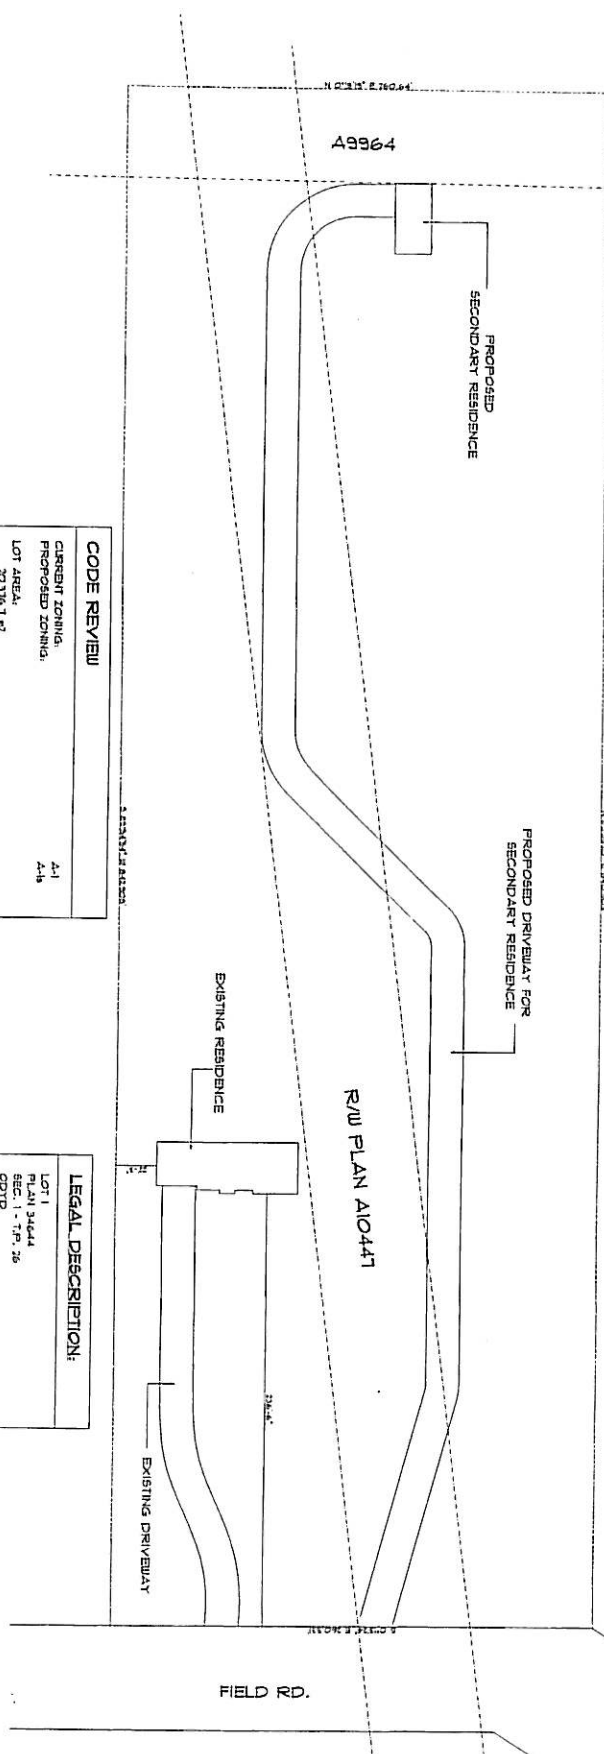 A9964
PROPOSED
SECONDARY RESIDENCE
PROPOSED DRIVEWAY FOR
SECONDARY RESIDENCE
R/W PLAN A10447
EXISTING RESIDENCE
EXISTING DRIVEWAY
FIELD RD.
CODE REVIEW
CURRENT ZONING: A-1
PROPOSED ZONING: A-1s
LOT AREA:
LEGAL DESCRIPTION:
LOT 1
PLAN 34644
SEC. 1 - T.P. 26
ODYD